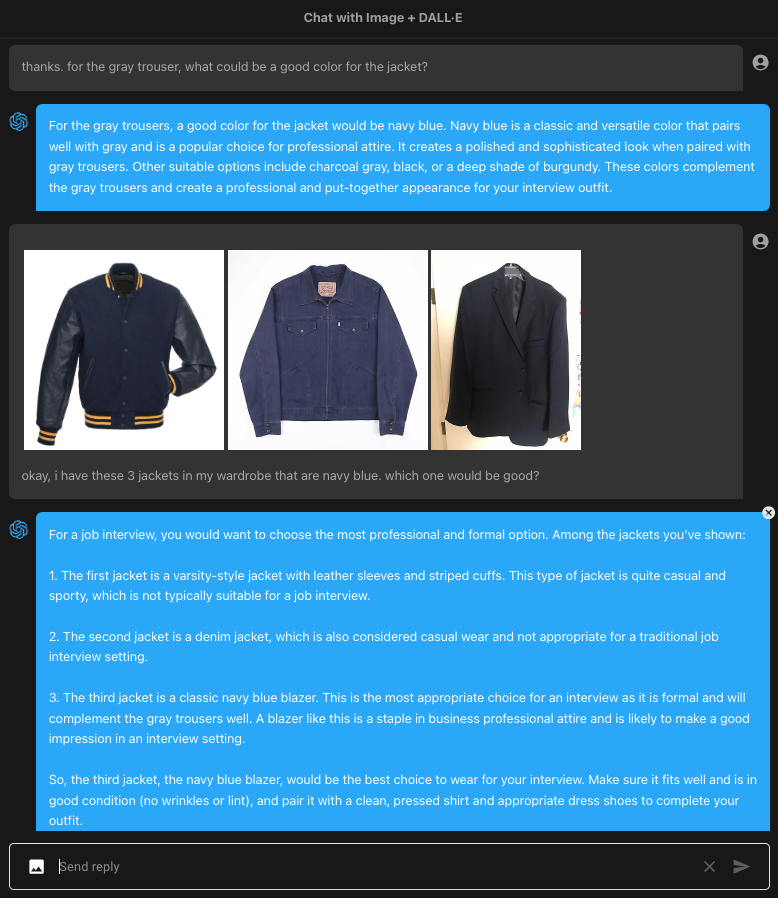 Chat with Image + DALL·E
thanks. for the gray trouser, what could be a good color for the jacket?
For the gray trousers, a good color for the jacket would be navy blue. Navy blue is a classic and versatile color that pairs
well with gray and is a popular choice for professional attire. It creates a polished and sophisticated look when paired with
gray trousers. Other suitable options include charcoal gray, black, or a deep shade of burgundy. These colors complement
the gray trousers and create a professional and put-together appearance for your interview outfit.
okay, i have these 3 jackets in my wardrobe that are navy blue. which one would be good?
For a job interview, you would want to choose the most professional and formal option. Among the jackets you've shown:
1. The first jacket is a varsity-style jacket with leather sleeves and striped cuffs. This type of jacket is quite casual and
sporty, which is not typically suitable for a job interview.
2. The second jacket is a denim jacket, which is also considered casual wear and not appropriate for a traditional job
interview setting.
3. The third jacket is a classic navy blue blazer. This is the most appropriate choice for an interview as it is formal and will
complement the gray trousers well. A blazer like this is a staple in business professional attire and is likely to make a good
impression in an interview setting.
So, the third jacket, the navy blue blazer, would be the best choice to wear for your interview. Make sure it fits well and is in
good condition (no wrinkles or lint), and pair it with a clean, pressed shirt and appropriate dress shoes to complete your
outfit.
Send reply